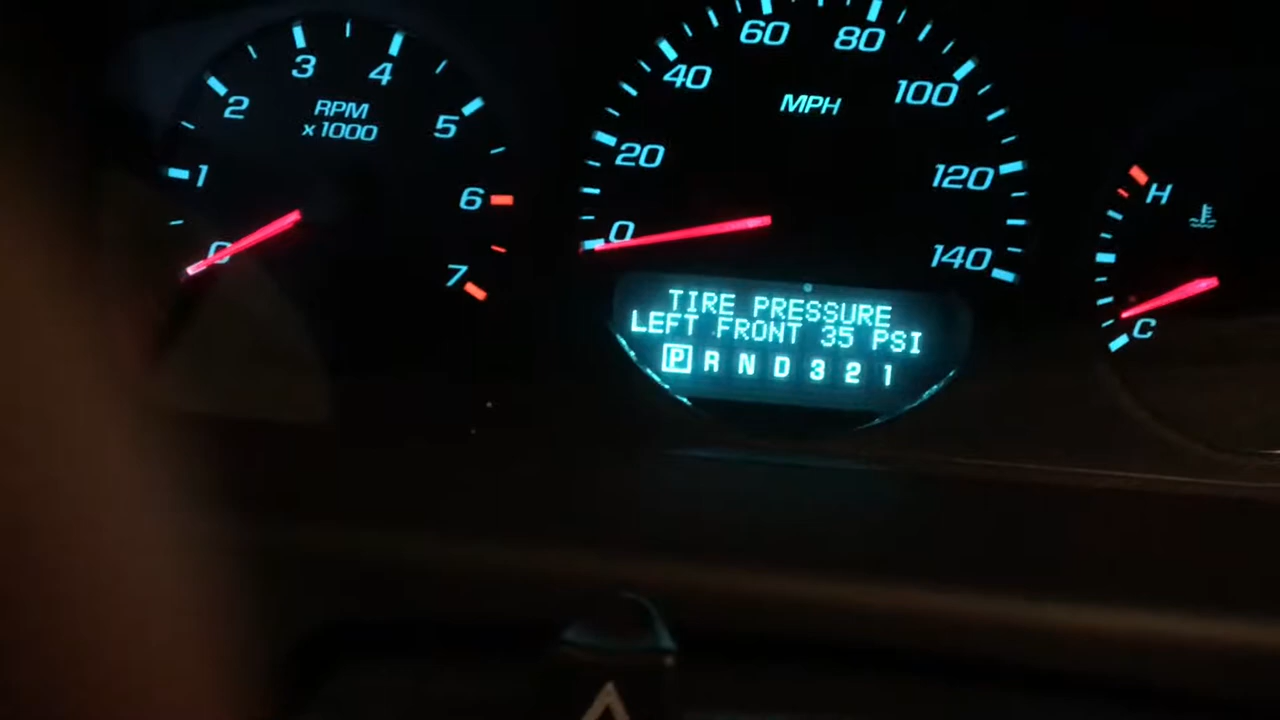 3 4
2 5
RPM
x1000
1 6
0 7
60 80
40 100
MPH
20 120
0 140
TIRE PRESSURE
LEFT FRONT 35 PSI
P R N D 3 2 1
H
C